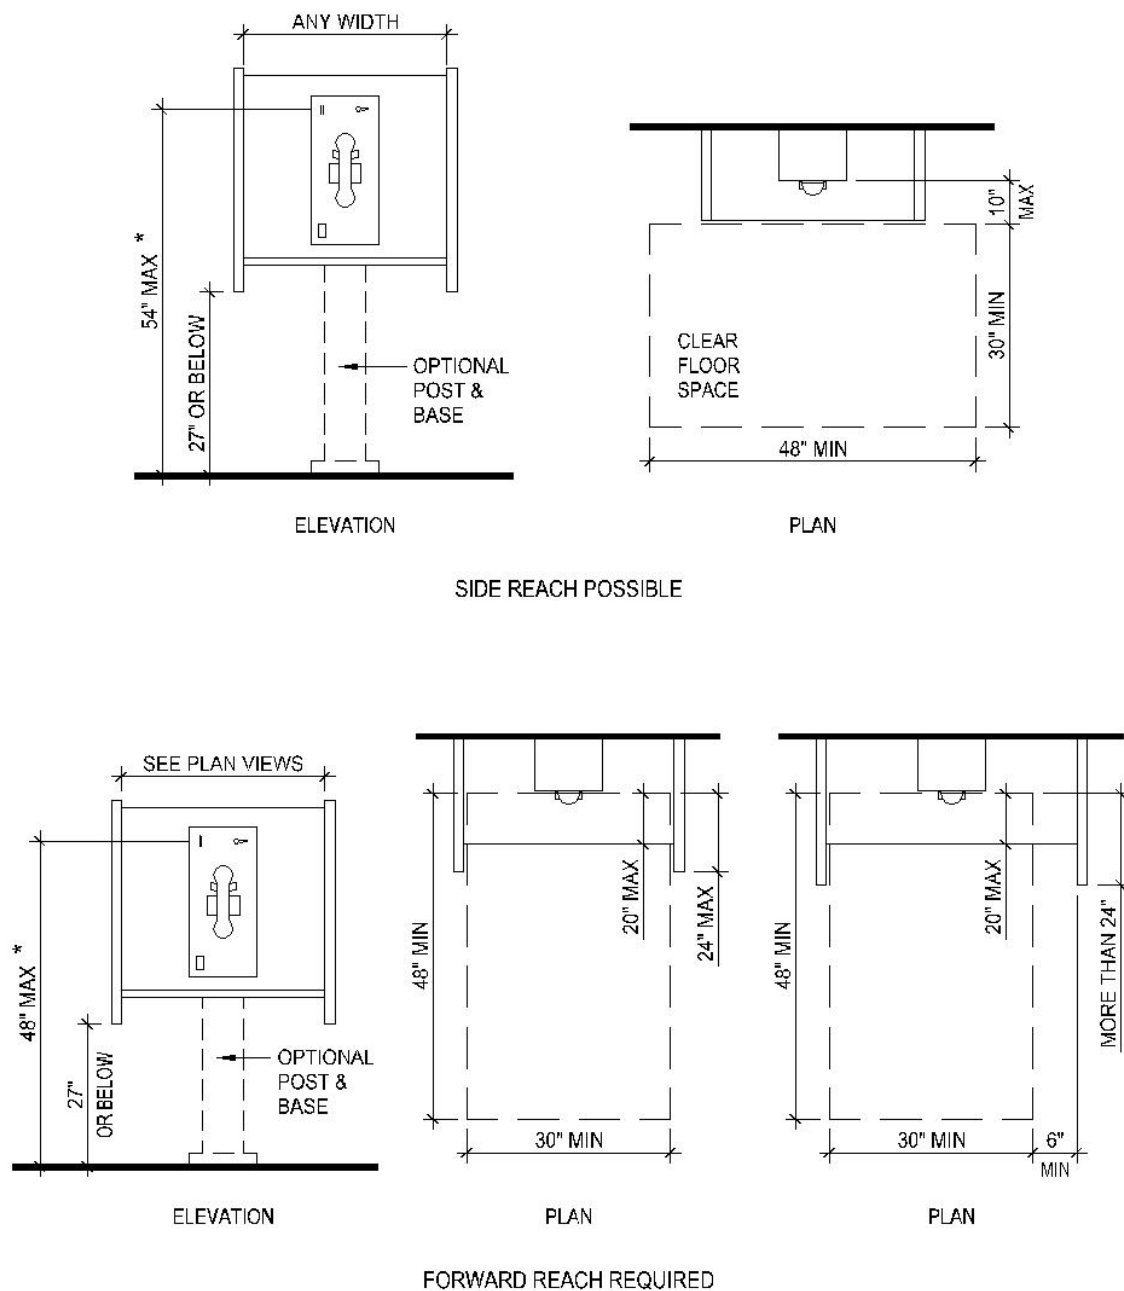 ANY WIDTH
54" MAX *
27" OR BELOW
OPTIONAL
POST &
BASE
ELEVATION
10"
MAX
30" MIN
CLEAR
FLOOR
SPACE
48" MIN
PLAN
SIDE REACH POSSIBLE
SEE PLAN VIEWS
48" MAX *
27"
OR BELOW
OPTIONAL
POST &
BASE
ELEVATION
48" MIN
20" MAX
24" MAX
30" MIN
PLAN
48" MIN
20" MAX
MORE THAN 24"
30" MIN
6"
MIN
PLAN
FORWARD REACH REQUIRED